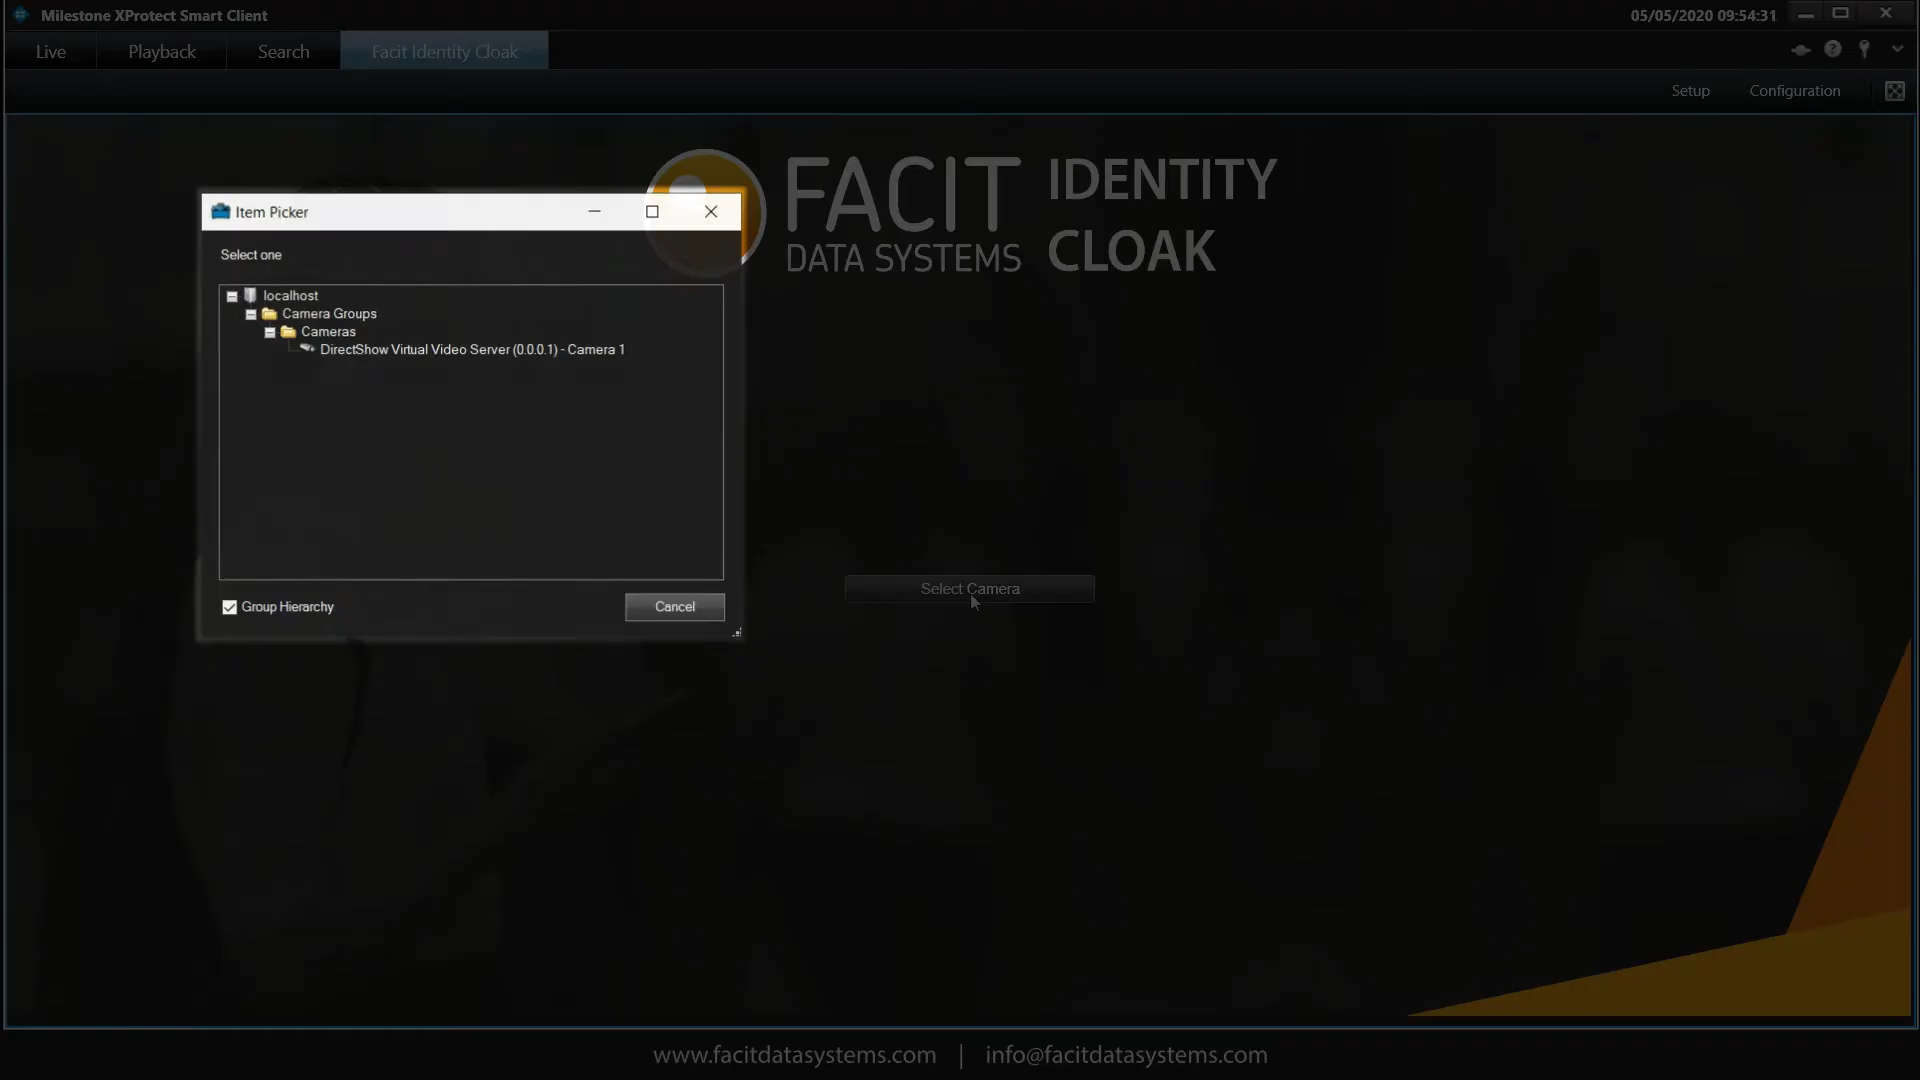 Milestone XProtect Smart Client
05/05/2020 09:54:31
Live
Playback
Search
Facit Identity Cloak
Setup
Configuration
FACIT
DATA SYSTEMS
IDENTITY
CLOAK
Item Picker
Select one
localhost
Camera Groups
Cameras
DirectShow Virtual Video Server (0.0.0.1) - Camera 1
Group Hierarchy
Cancel
Select Camera
www.facitdatasystems.com | info@facitdatasystems.com